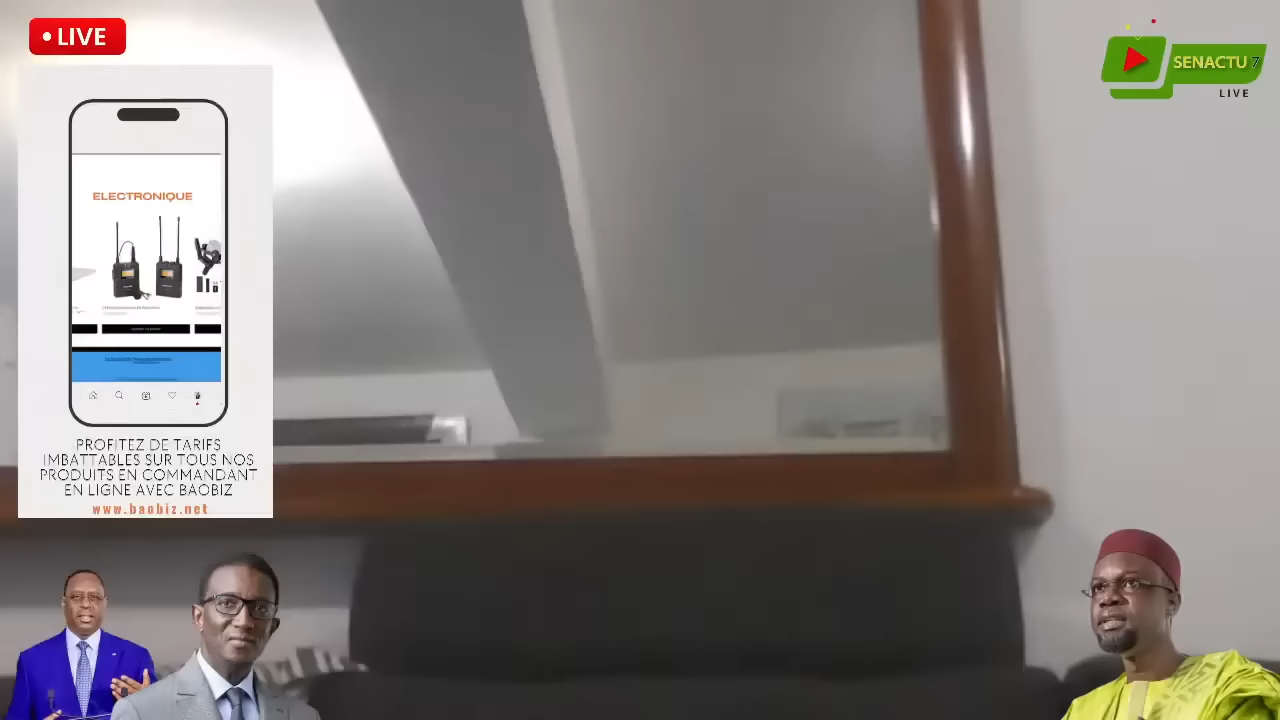 LIVE
SENACTU 7
LIVE
ELECTRONIQUE
PROFITEZ DE TARIFS
IMBATTABLES SUR TOUS NOS
PRODUITS EN COMMANDANT
EN LIGNE AVEC BAOBIZ
www.baobiz.net